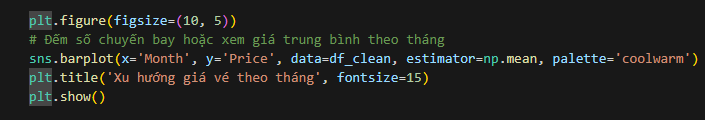 plt.figure(figsize=(10, 5))
# Đếm số chuyến bay hoặc xem giá trung bình theo tháng
sns.barplot(x='Month', y='Price', data=df_clean, estimator=np.mean, palette='coolwarm')
plt.title('Xu hướng giá vé theo tháng', fontsize=15)
plt.show()